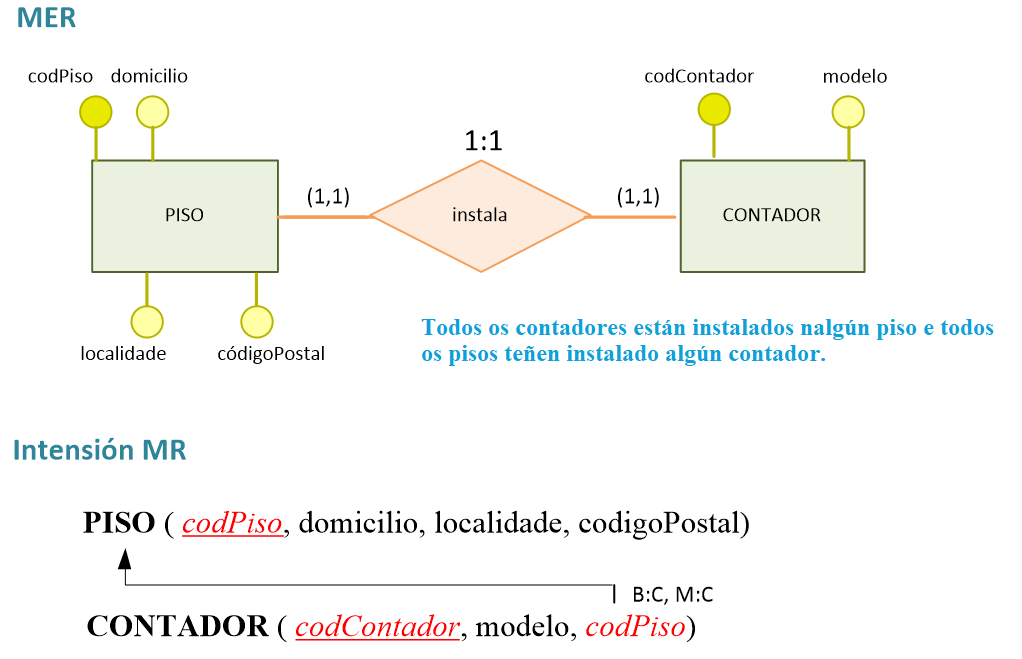 MER
codPiso domicilio
codContador modelo
1:1
(1,1) (1,1)
PISO instala CONTADOR
localidade códigoPostal
Todos os contadores están instalados nalgún piso e todos
os pisos teñen instalado algún contador.
Intensión MR
PISO ( codPiso, domicilio, localidade, codigoPostal)
B:C, M:C
CONTADOR ( codContador, modelo, codPiso)